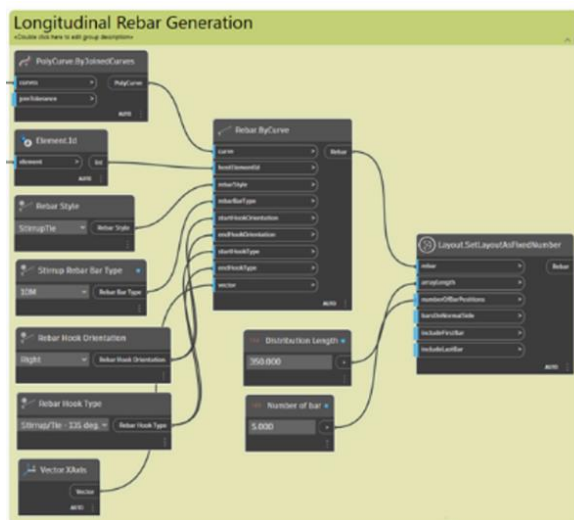 Longitudinal Rebar Generation
<Double click here to edit group description>
PolyCurve.ByJoinedCurves
curves > PolyCurve
joinTolerance >
AUTO
Element.Id
element > Int
AUTO
Rebar Style
StirrupTie Rebar Style
Stirrup Rebar Bar Type
10M Rebar Bar Type
Rebar Hook Orientation
Right Rebar Hook Orientation
Rebar Hook Type
Stirrup/Tie - 135 deg. Rebar Hook Type
Vector.XAxis
Vector
AUTO
Rebar.ByCurve
curve > Rebar
hostElementId >
rebarStyle >
rebarBarType >
startHookOrientation >
endHookOrientation >
startHookType >
endHookType >
vector >
AUTO
Distribution Length
350.000 >
Number of bar
5.000 >
Layout.SetLayoutAsFixedNumber
rebar > Rebar
arrayLength >
numberOfBarPositions >
barsOnNormalSide >
includeFirstBar >
includeLastBar >
AUTO